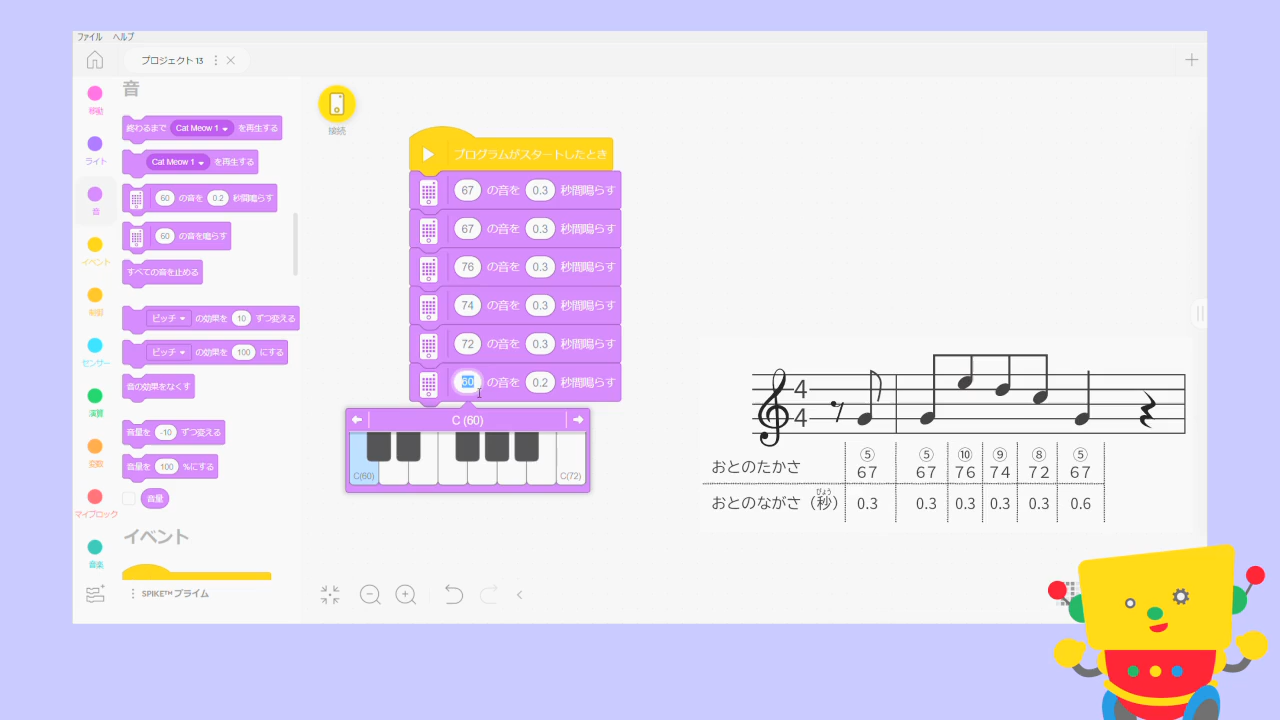 ファイル ヘルプ
プロジェクト 13
音
移動
ライト
音
イベント
制御
センサー
演算
変数
マイブロック
音楽
終わるまで Cat Meow 1 を再生する
Cat Meow 1 を再生する
60 の音を 0.2 秒間鳴らす
60 の音を鳴らす
すべての音を止める
ピッチ の効果を 10 ずつ変える
ピッチ の効果を 100 にする
音の効果をなくす
音量を -10 ずつ変える
音量を 100 %にする
音量
イベント
SPIKE™ プライム
接続
プログラムがスタートしたとき
67 の音を 0.3 秒間鳴らす
67 の音を 0.3 秒間鳴らす
76 の音を 0.3 秒間鳴らす
74 の音を 0.3 秒間鳴らす
72 の音を 0.3 秒間鳴らす
60 の音を 0.2 秒間鳴らす
C (60)
C(60) C(72)
4
4
⑤ ⑤ ⑩ ⑨ ⑧ ⑤
おとのたかさ 67 67 76 74 72 67
びょう
おとのながさ（秒） 0.3 0.3 0.3 0.3 0.3 0.6